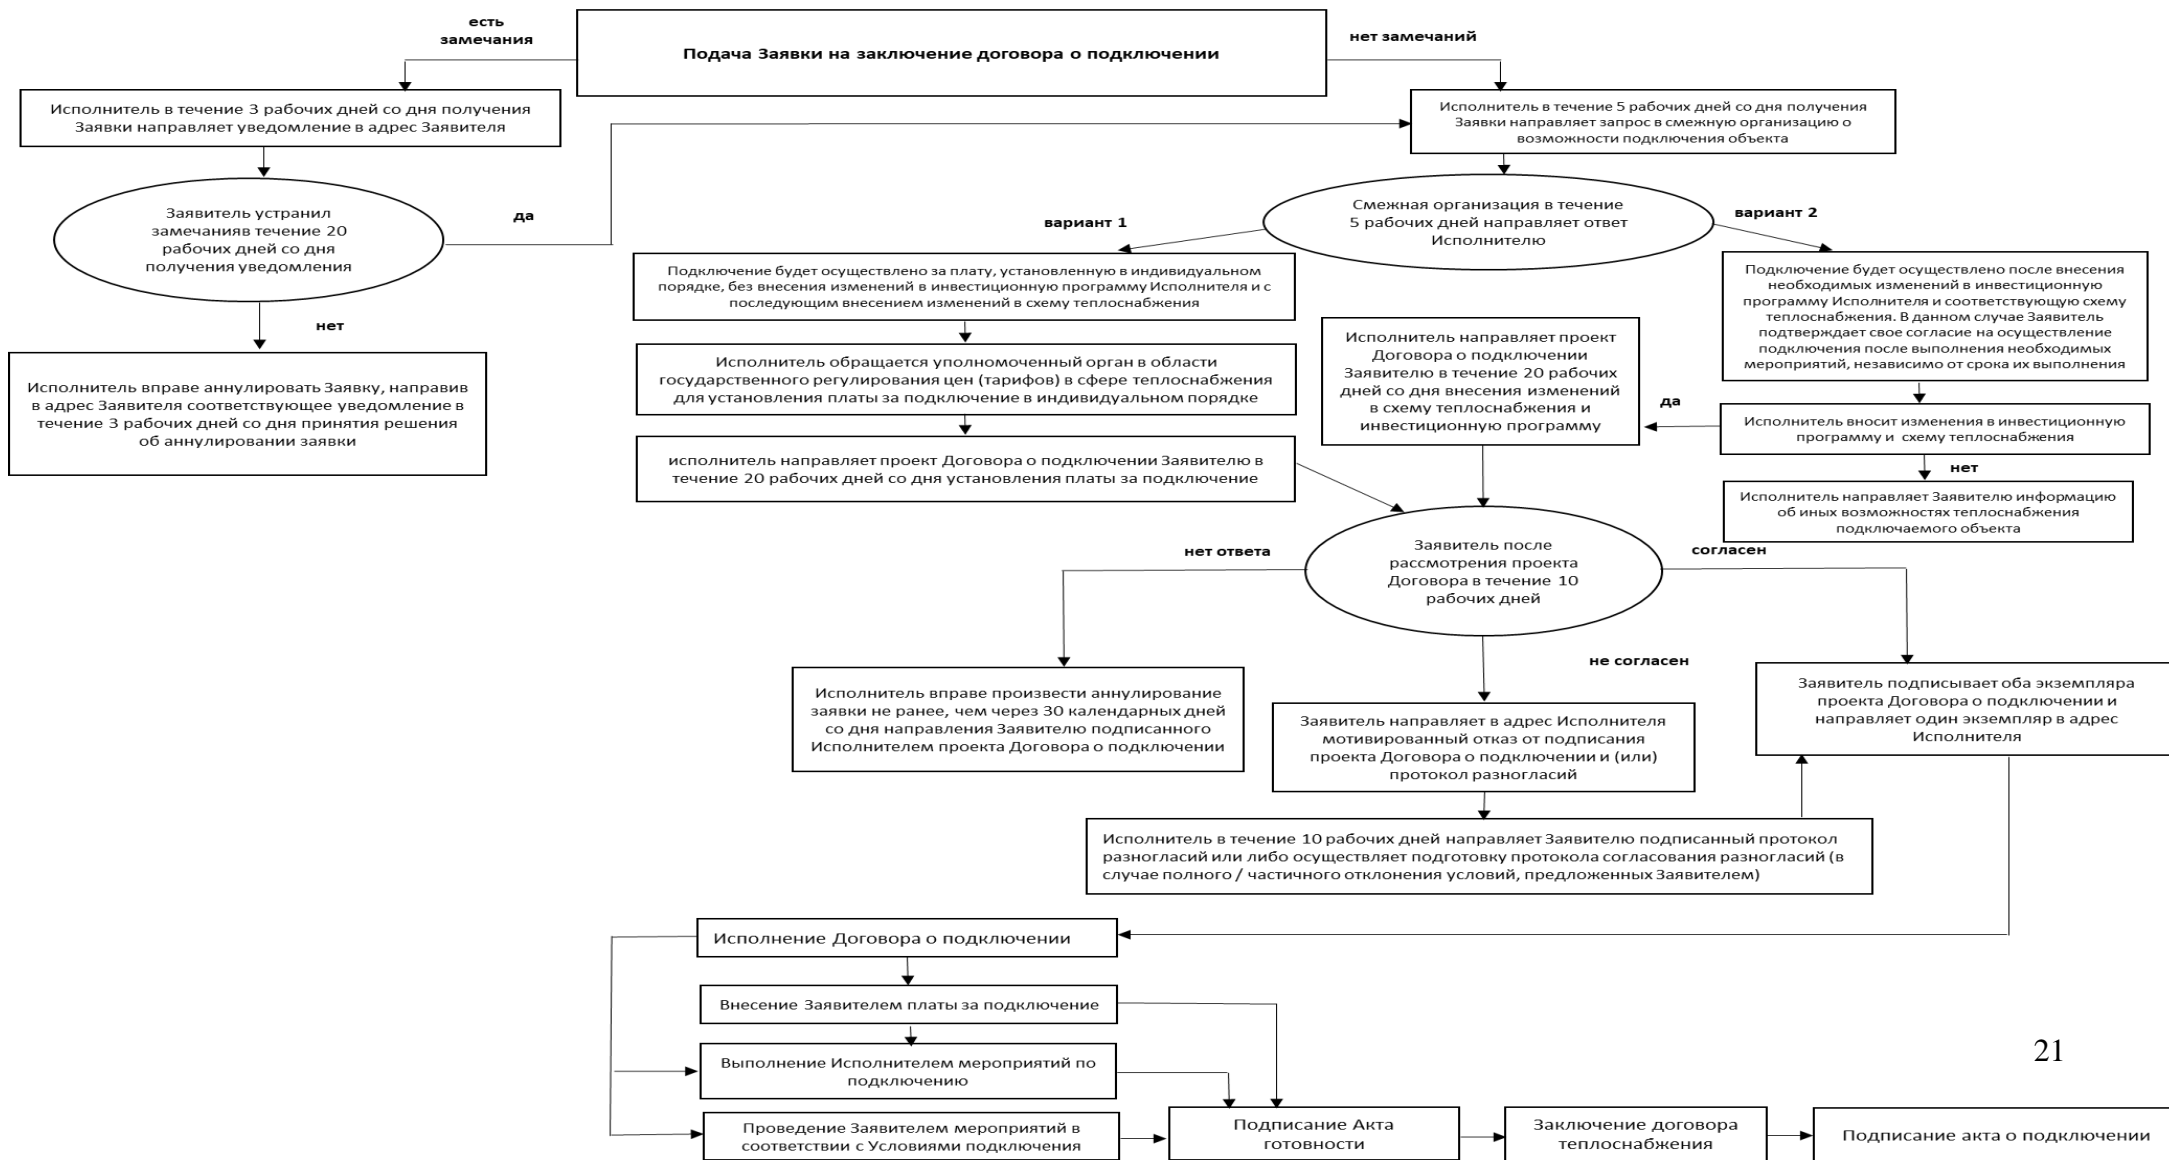 есть
замечания
Подача Заявки на заключение договора о подключении
нет замечаний
Исполнитель в течение 3 рабочих дней со дня получения
Заявки направляет уведомление в адрес Заявителя
Исполнитель в течение 5 рабочих дней со дня получения
Заявки направляет запрос в смежную организацию о
возможности подключения объекта
Заявитель устранил
замечанияв течение 20
рабочих дней со дня
получения уведомления
да
вариант 1
Смежная организация в течение
5 рабочих дней направляет ответ
Исполнителю
вариант 2
нет
Исполнитель вправе аннулировать Заявку, направив
в адрес Заявителя соответствующее уведомление в
течение 3 рабочих дней со дня принятия решения
об аннулировании заявки
Подключение будет осуществлено за плату, установленную в индивидуальном
порядке, без внесения изменений в инвестиционную программу Исполнителя и с
последующим внесением изменений в схему теплоснабжения
Исполнитель обращается уполномоченный орган в области
государственного регулирования цен (тарифов) в сфере теплоснабжения
для установления платы за подключение в индивидуальном порядке
исполнитель направляет проект Договора о подключении Заявителю в
течение 20 рабочих дней со дня установления платы за подключение
Исполнитель направляет проект
Договора о подключении
Заявителю в течение 20 рабочих
дней со дня внесения изменений
в схему теплоснабжения и
инвестиционную программу
Подключение будет осуществлено после внесения
необходимых изменений в инвестиционную
программу Исполнителя и соответствующую схему
теплоснабжения. В данном случае Заявитель
подтверждает свое согласие на осуществление
подключения после выполнения необходимых
мероприятий, независимо от срока их выполнения
да
Исполнитель вносит изменения в инвестиционную
программу и схему теплоснабжения
нет
Исполнитель направляет Заявителю информацию
об иных возможностях теплоснабжения
подключаемого объекта
нет ответа
Заявитель после
рассмотрения проекта
Договора в течение 10
рабочих дней
согласен
не согласен
Исполнитель вправе произвести аннулирование
заявки не ранее, чем через 30 календарных дней
со дня направления Заявителю подписанного
Исполнителем проекта Договора о подключении
Заявитель направляет в адрес Исполнителя
мотивированный отказ от подписания
проекта Договора о подключении и (или)
протокол разногласий
Заявитель подписывает оба экземпляра
проекта Договора о подключении и
направляет один экземпляр в адрес
Исполнителя
Исполнитель в течение 10 рабочих дней направляет Заявителю подписанный протокол
разногласий или либо осуществляет подготовку протокола согласования разногласий (в
случае полного / частичного отклонения условий, предложенных Заявителем)
Исполнение Договора о подключении
Внесение Заявителем платы за подключение
Выполнение Исполнителем мероприятий по
подключению
21
Проведение Заявителем мероприятий в
соответствии с Условиями подключения
Подписание Акта
готовности
Заключение договора
теплоснабжения
Подписание акта о подключении